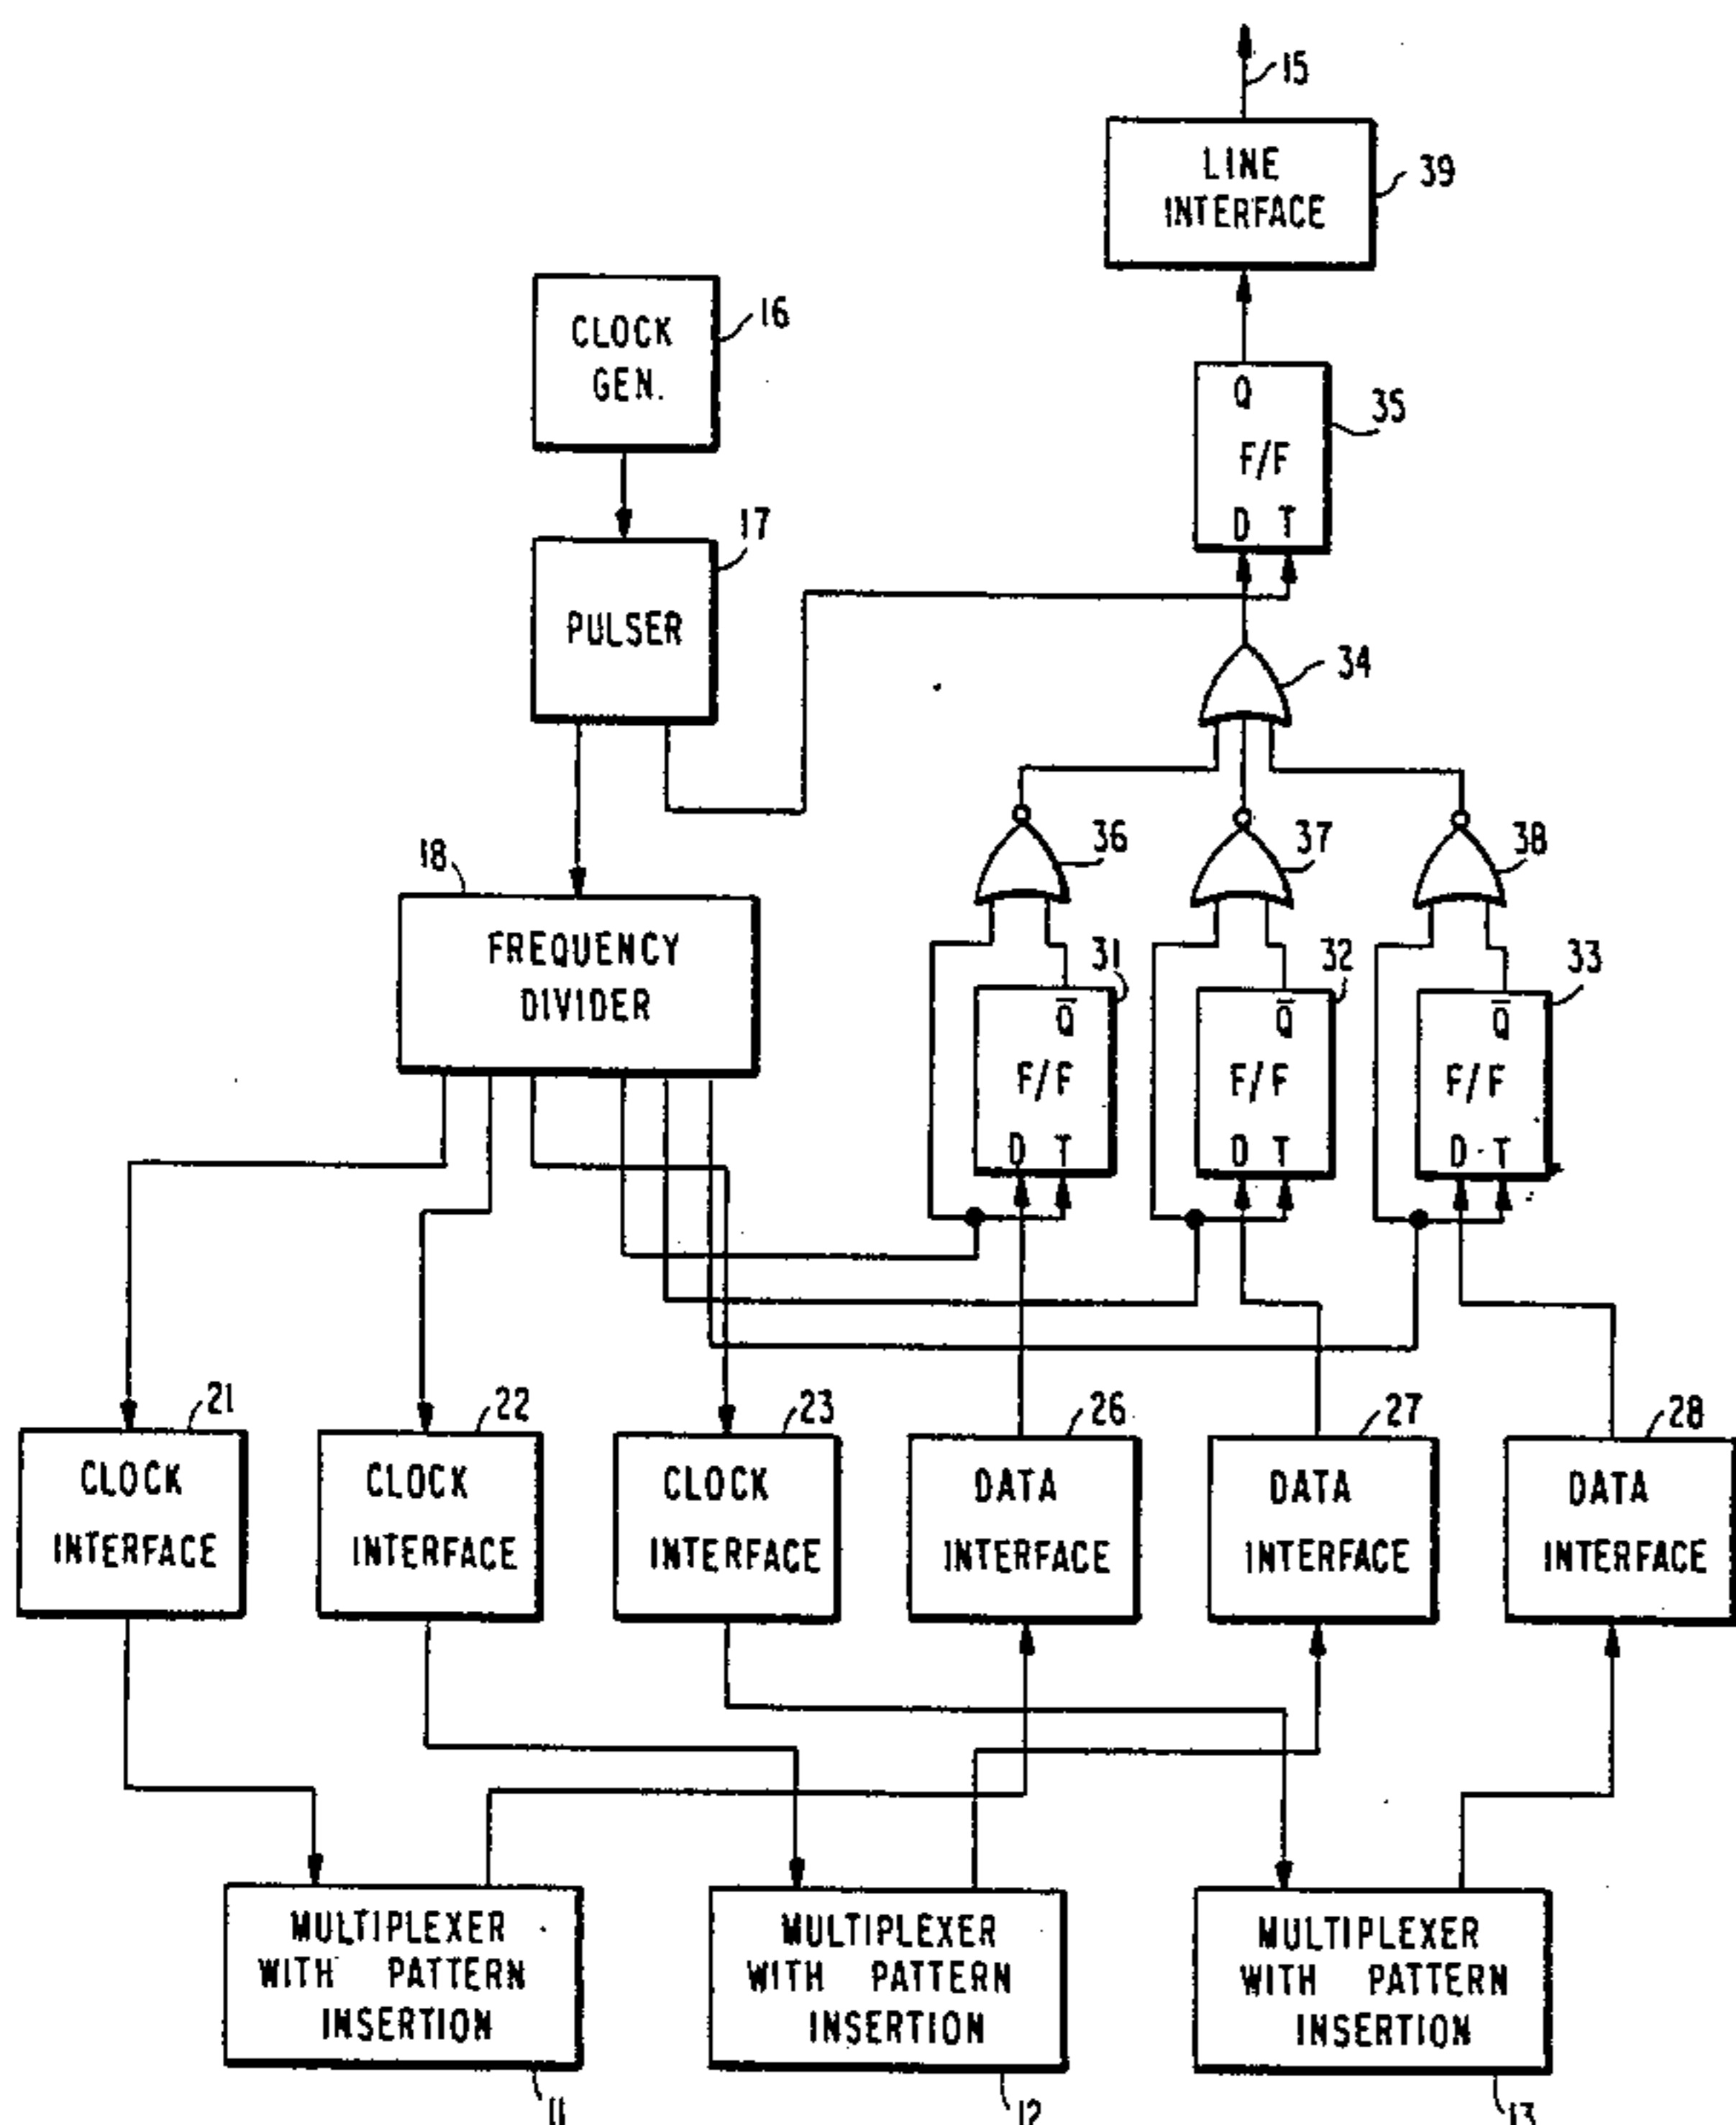 15
LINE
INTERFACE
39
CLOCK
GEN.
16
Q
F/F
D T
35
PULSER
17
34
36
37
38
18
FREQUENCY
DIVIDER
Q̅
F/F
D T
31
Q̅
F/F
D T
32
Q̅
F/F
D T
33
CLOCK
INTERFACE
21
CLOCK
INTERFACE
22
CLOCK
INTERFACE
23
DATA
INTERFACE
26
DATA
INTERFACE
27
DATA
INTERFACE
28
MULTIPLEXER
WITH PATTERN
INSERTION
11
MULTIPLEXER
WITH PATTERN
INSERTION
12
MULTIPLEXER
WITH PATTERN
INSERTION
13